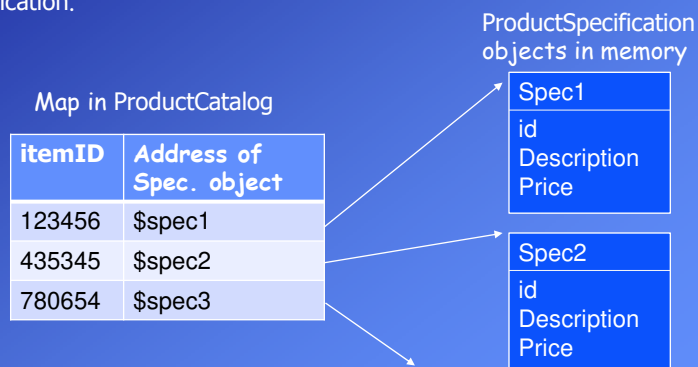 ication.
ProductSpecification
objects in memory
Map in ProductCatalog
itemID Address of
Spec. object
123456 $spec1
435345 $spec2
780654 $spec3
Spec1
id
Description
Price
Spec2
id
Description
Price